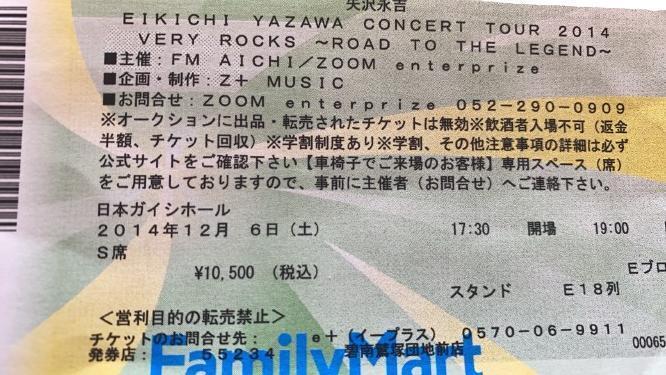 矢沢永吉
EIKICHI YAZAWA CONCERT TOUR 2014
VERY ROCKS ～ROAD TO THE LEGEND～
■主催：FM AICHI／ZOOM enterprize
■企画・制作：Z+ MUSIC
■お問合せ：ZOOM enterprize 052-290-0909
※オークションに出品・転売されたチケットは無効※飲酒者入場不可（返金
半額、チケット回収）※学割制度あり※学割、その他注意事項の詳細は必ず
公式サイトをご確認下さい【車椅子でご来場のお客様】専用スペース（席）
をご用意しておりますので、事前に主催者（お問合せ）へご連絡下さい。
日本ガイシホール
2014年12月 6日（土） 17:30 開場 19:00
S席
¥10,500（税込） Eブロ
スタンド E18列
＜営利目的の転売禁止＞
チケットのお問合せ先： e+（イープラス） 0570-06-9911
発券店： 55234 碧南鷲塚団地前店 00065
FamilyMart